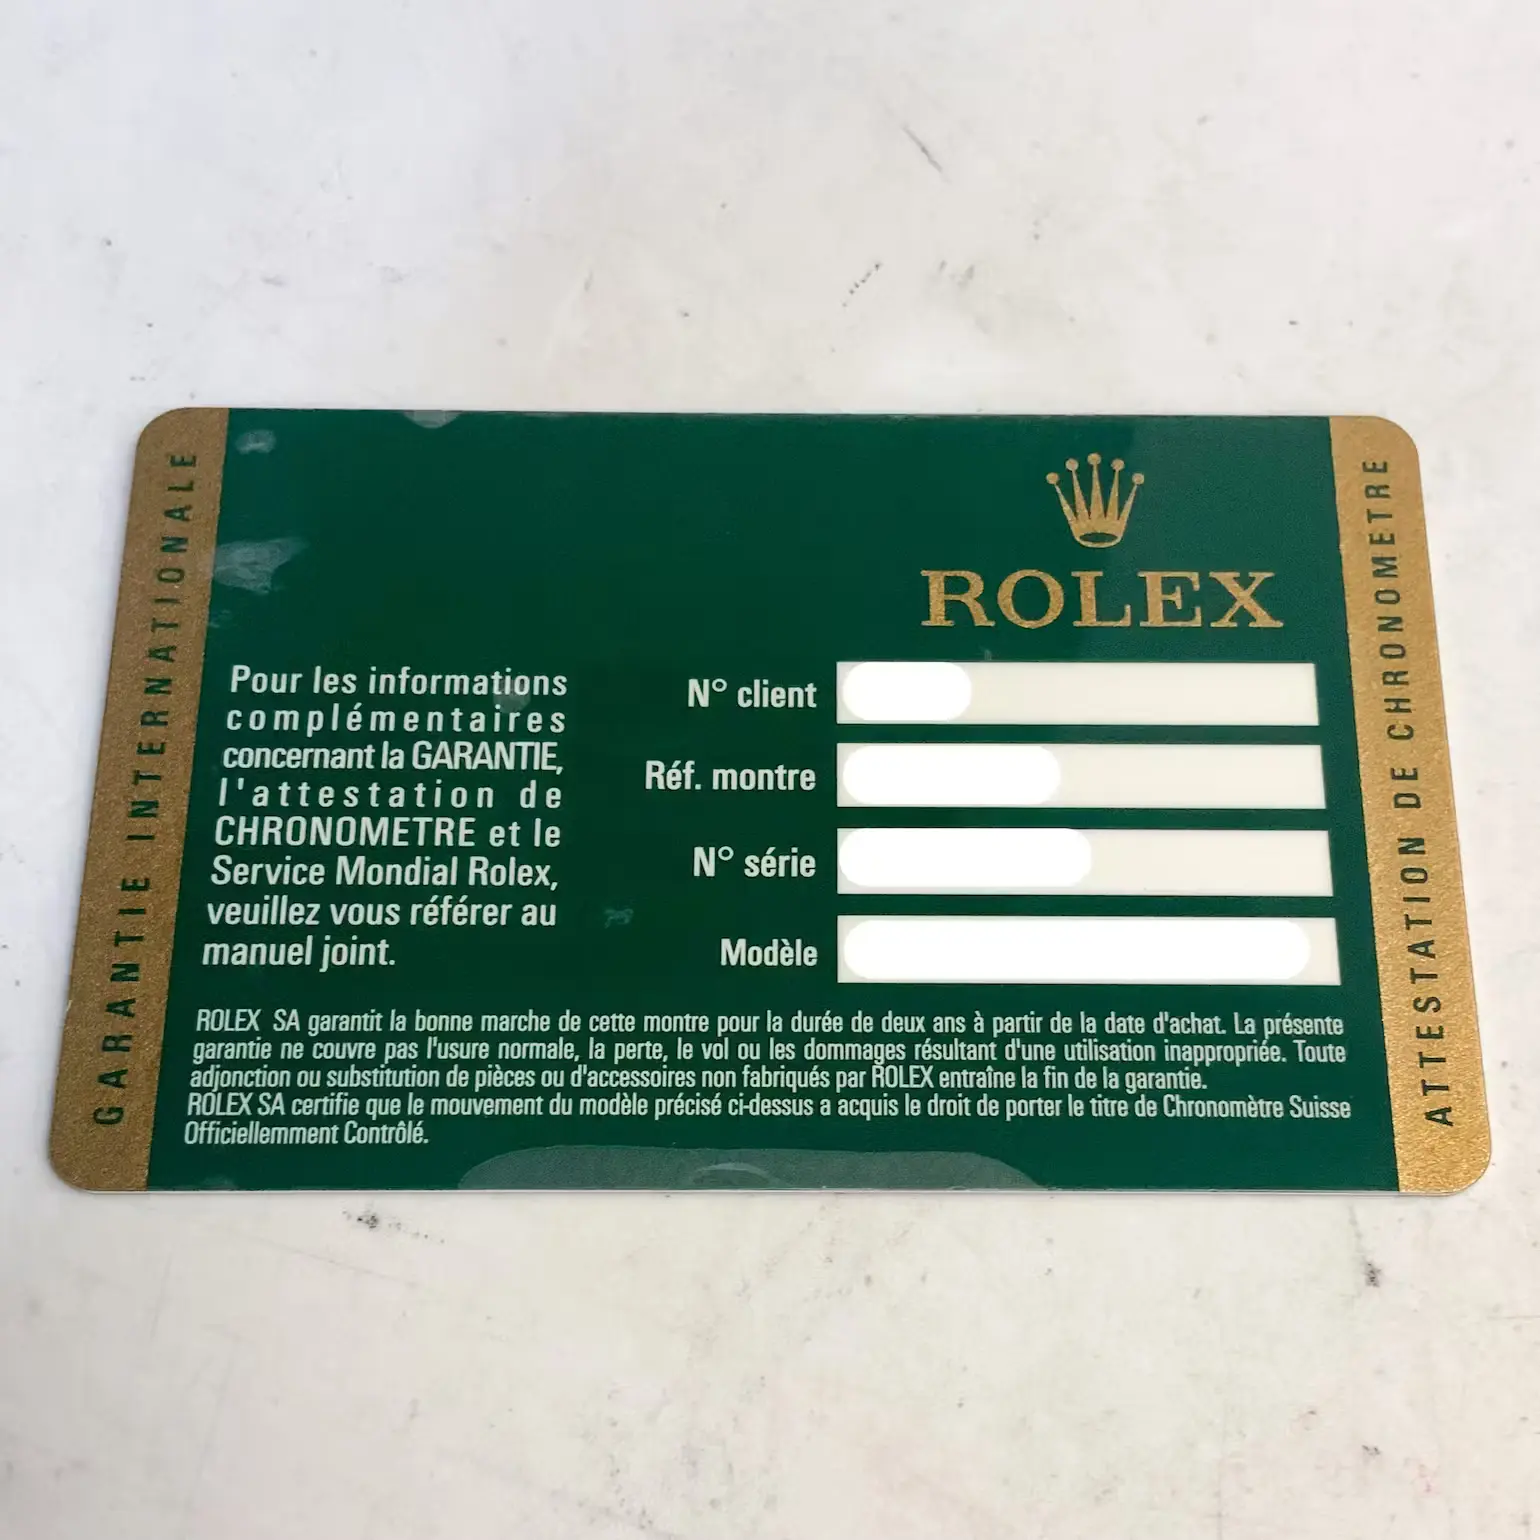 GARANTIE INTERNATIONALE
ROLEX
Pour les informations
complémentaires
concernant la GARANTIE,
l'attestation de
CHRONOMETRE et le
Service Mondial Rolex,
veuillez vous référer au
manuel joint.
N° client
Réf. montre
N° série
Modèle
ROLEX SA garantit la bonne marche de cette montre pour la durée de deux ans à partir de la date d'achat. La présente
garantie ne couvre pas l'usure normale, la perte, le vol ou les dommages résultant d'une utilisation inappropriée. Toute
adjonction ou substitution de pièces ou d'accessoires non fabriqués par ROLEX entraîne la fin de la garantie.
ROLEX SA certifie que le mouvement du modèle précisé ci-dessus a acquis le droit de porter le titre de Chronomètre Suisse
Officiellemment Contrôlé.
ATTESTATION DE CHRONOMETRE